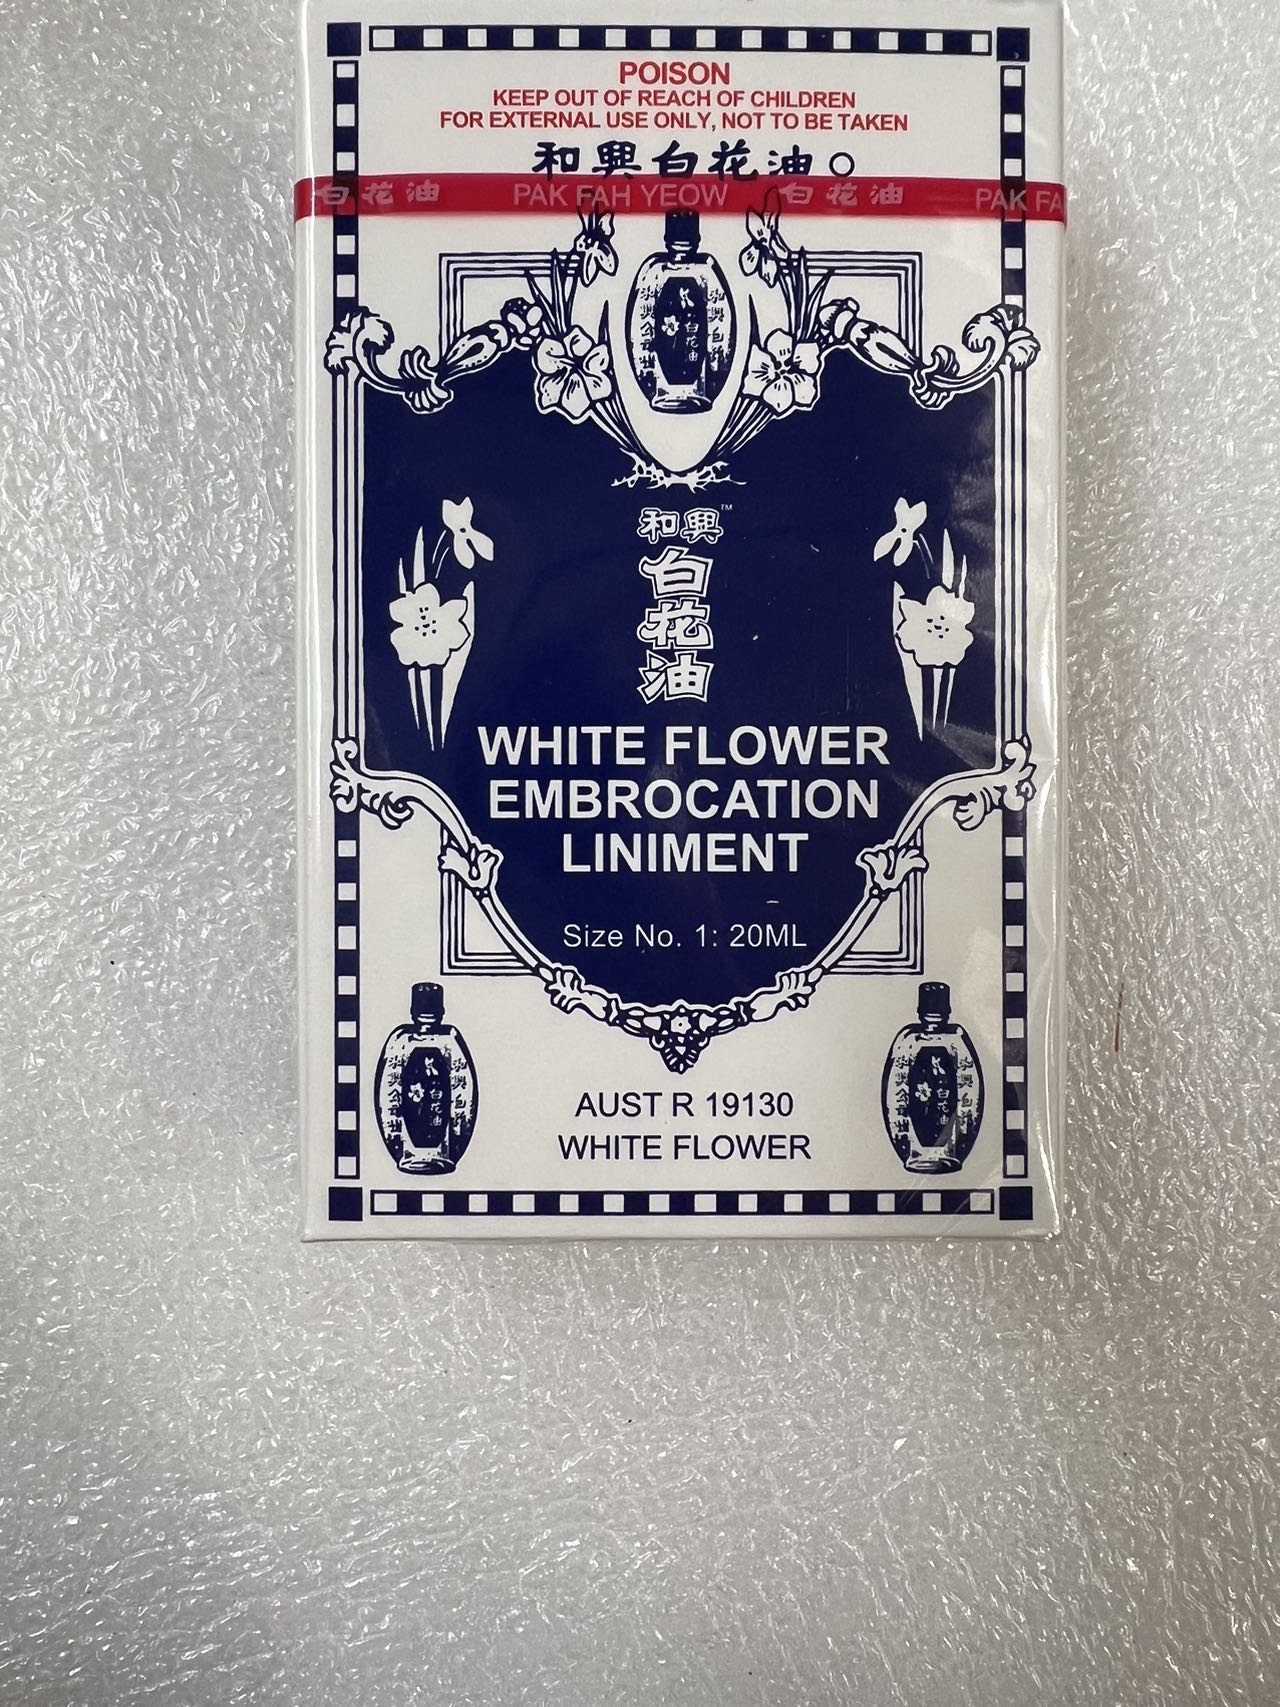 POISON
KEEP OUT OF REACH OF CHILDREN
FOR EXTERNAL USE ONLY, NOT TO BE TAKEN
和興白花油
白花油 PAK FAH YEOW 白花油 PAK FA
和興™
白
花
油
WHITE FLOWER
EMBROCATION
LINIMENT
Size No. 1: 20ML
AUST R 19130
WHITE FLOWER